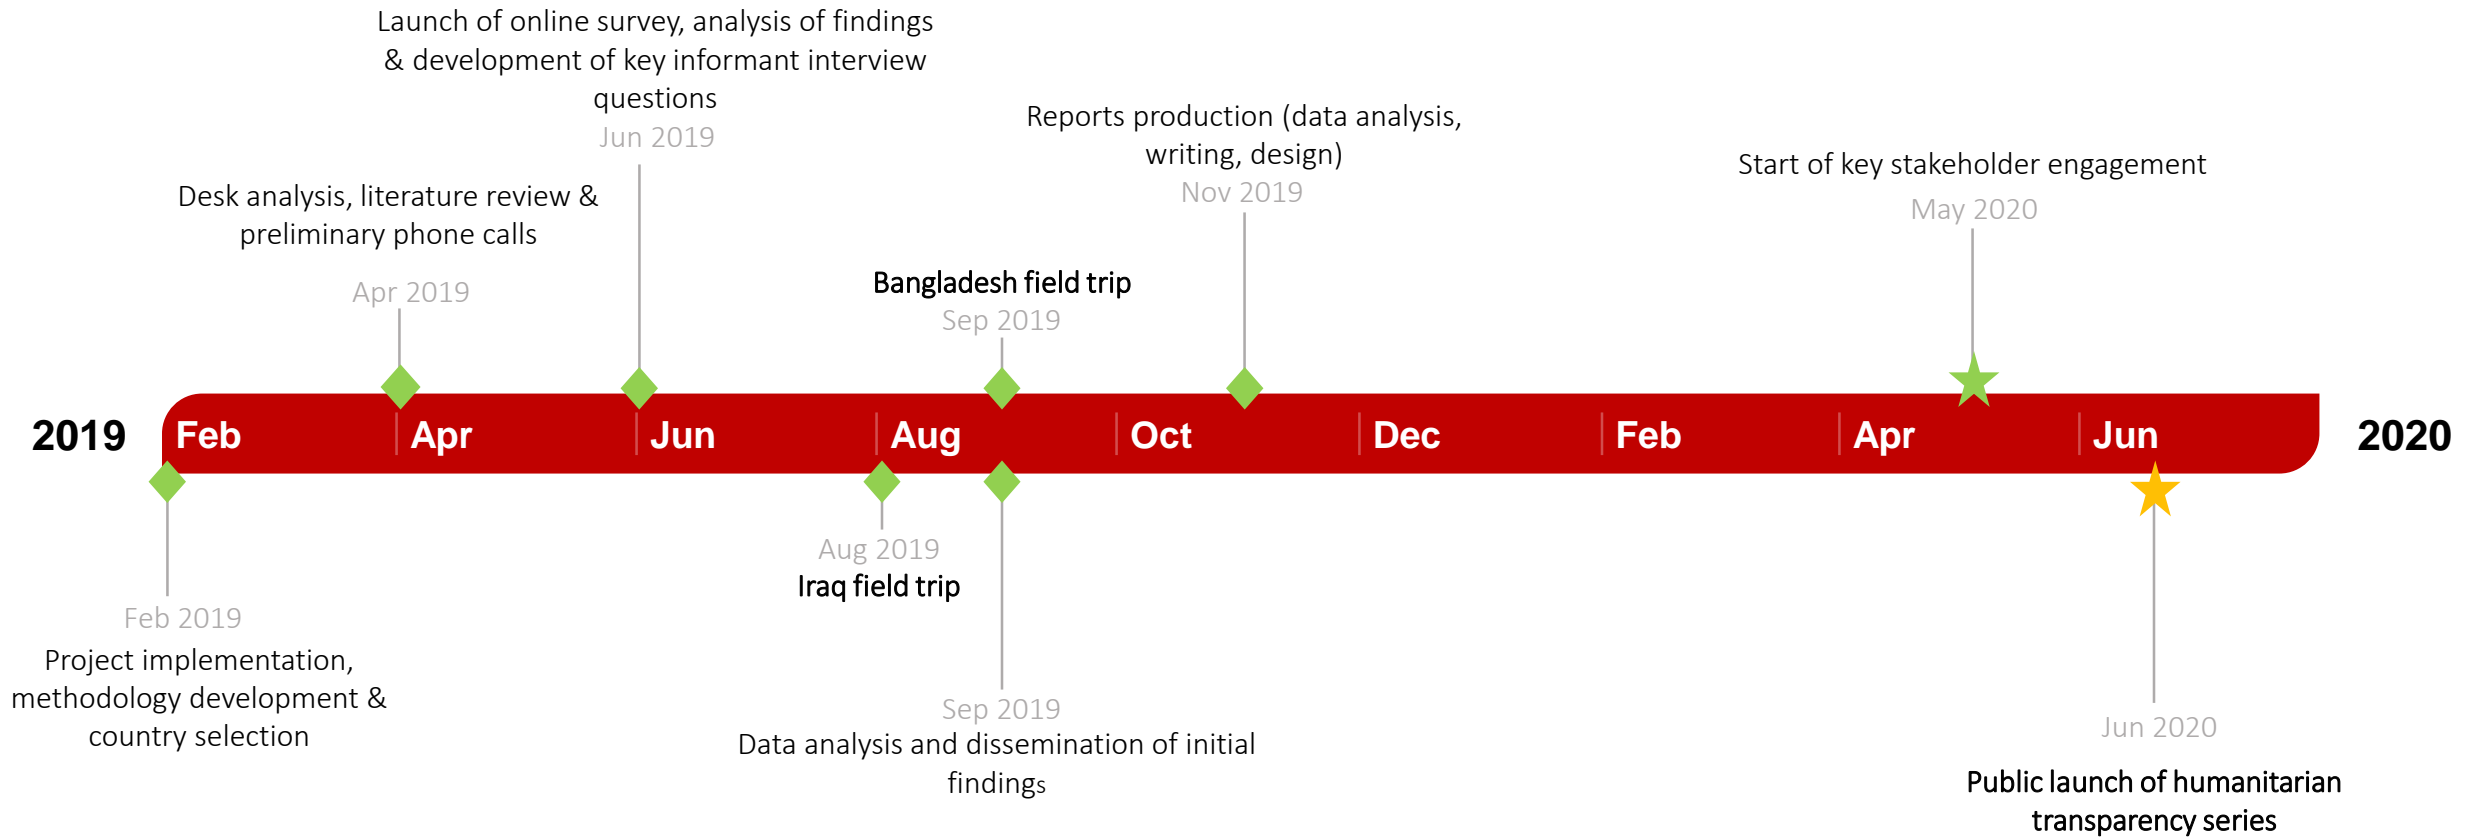 Launch of online survey, analysis of findings
& development of key informant interview
questions
Jun 2019
Reports production (data analysis,
writing, design)
Nov 2019
Start of key stakeholder engagement
May 2020
Desk analysis, literature review &
preliminary phone calls
Apr 2019
Bangladesh field trip
Sep 2019
2019 Feb Apr Jun Aug Oct Dec Feb Apr Jun 2020
Aug 2019
Iraq field trip
Feb 2019
Project implementation,
methodology development &
country selection
Sep 2019
Data analysis and dissemination of initial
findings
Jun 2020
Public launch of humanitarian
transparency series